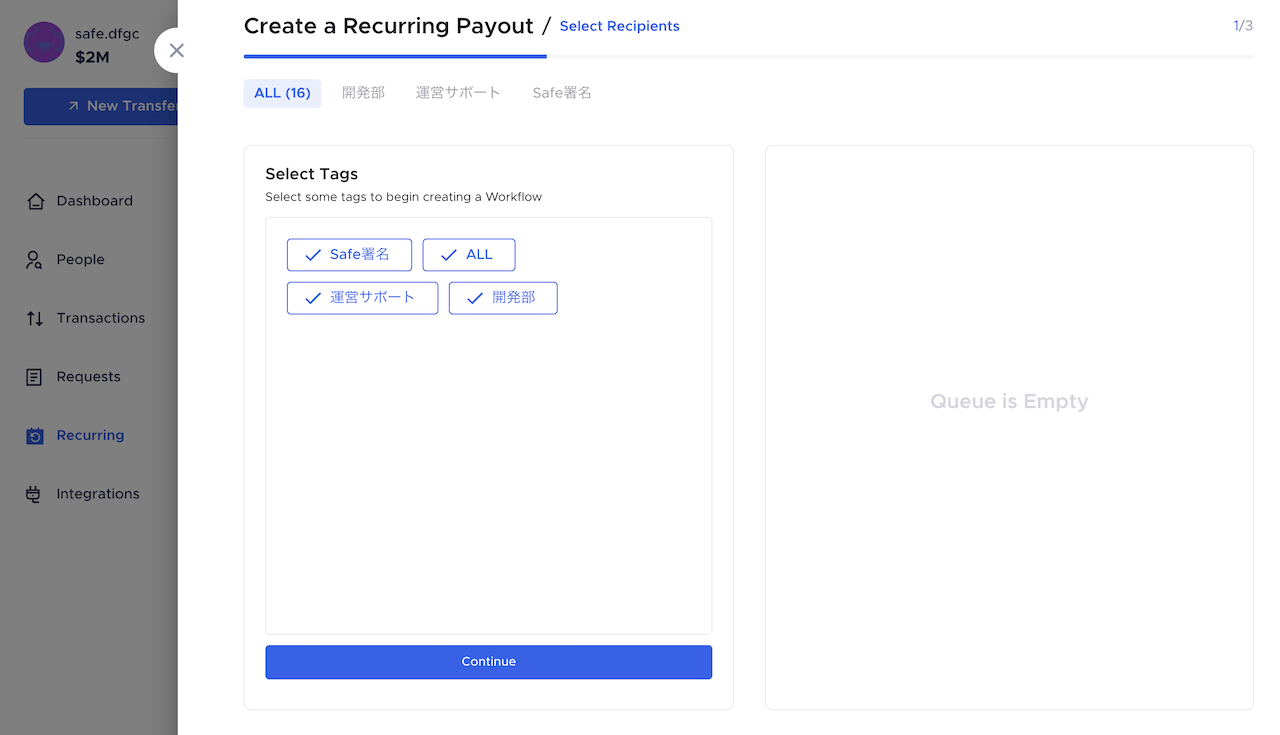 safe.dfgc
$2M
New Transfe
Dashboard
People
Transactions
Requests
Recurring
Integrations
Create a Recurring Payout / Select Recipients
1/3
ALL (16) 開発部 運営サポート Safe署名
Select Tags
Select some tags to begin creating a Workflow
Safe署名 ALL
運営サポート 開発部
Continue
Queue is Empty